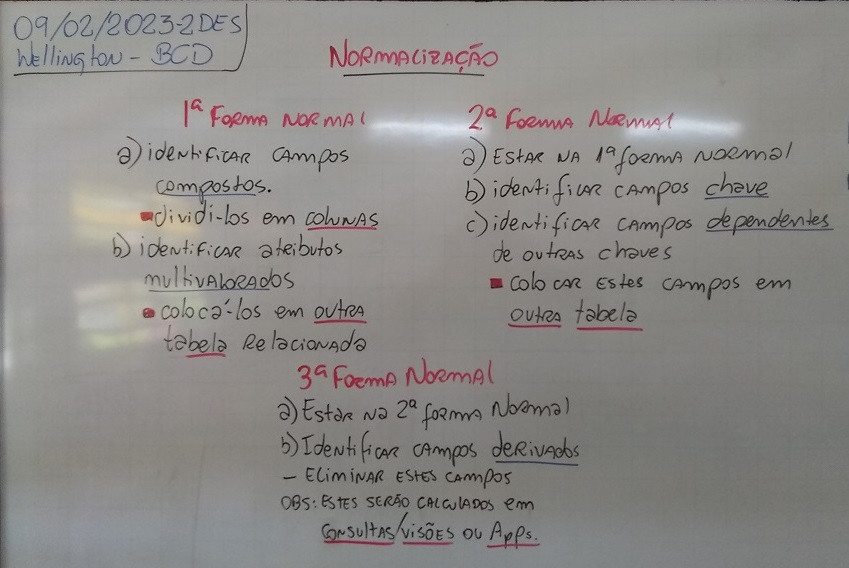 09/02/2023-2DES
Wellington - BCD
NORMALIZAÇÃO
1ª FORMA NORMAL
a) identificar campos
compostos.
dividi-los em colunas
b) identificar atributos
multivalorados
colocá-los em outra
tabela relacionada
2ª FORMA NORMAL
a) ESTAR NA 1ª forma NORMAL
b) identificar campos chave
c) identificar campos dependentes
de outras chaves
colocar estes campos em
outra tabela
3ª Forma Normal
a) Estar na 2ª forma Normal
b) Identificar campos derivados
- ELIMINAR ESTES CAMPOS
OBS: ESTES SERÃO CALCULADOS em
CONSULTAS/VISÕES ou Apps.